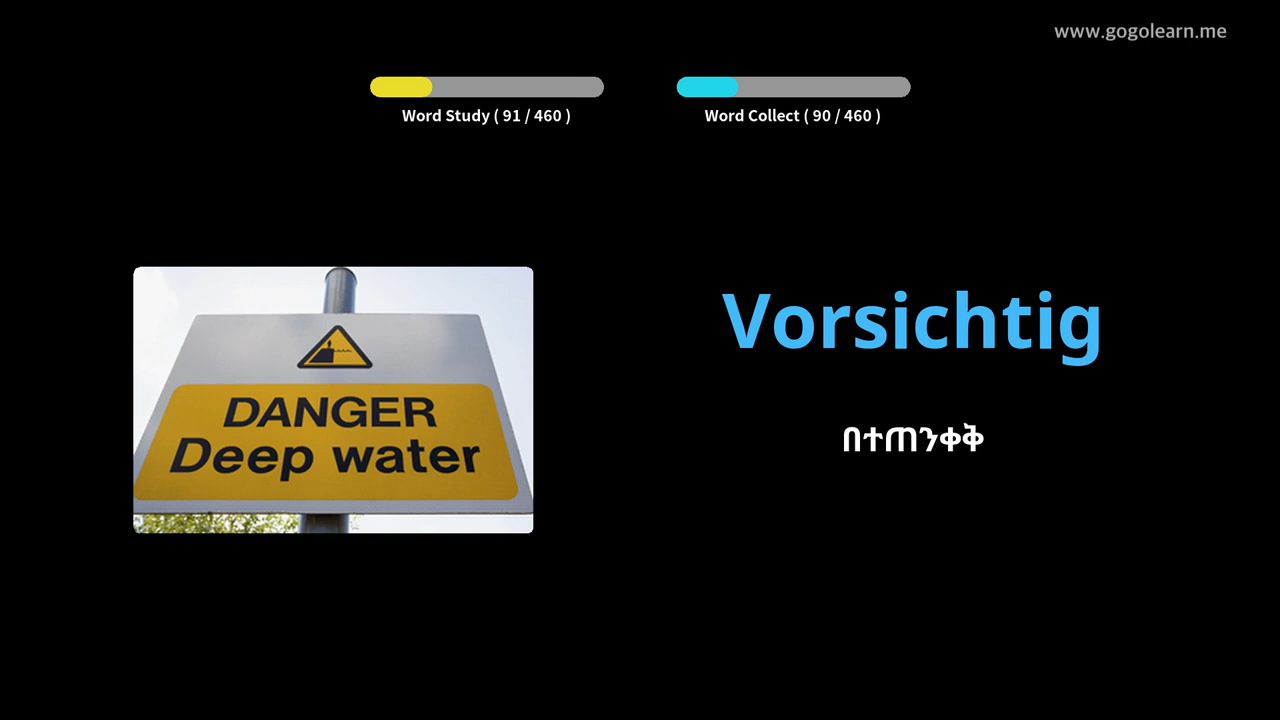 www.gogolearn.me
Word Study ( 91 / 460 )
Word Collect ( 90 / 460 )
DANGER
Deep water
Vorsichtig
በተጠንቀቅ